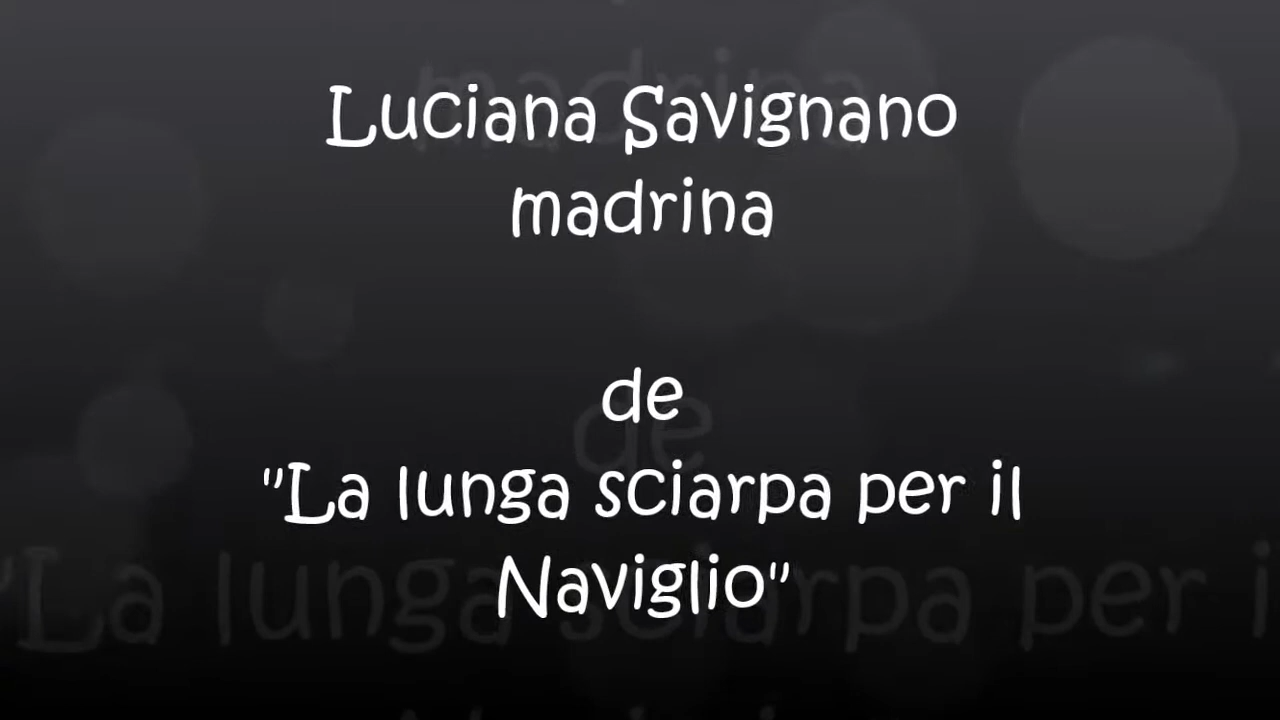 Luciana Savignano
madrina
de
"La lunga sciarpa per il
Naviglio"